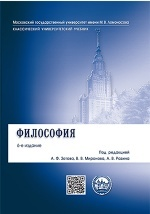 Московский государственный университет имени М.В. Ломоносова
КЛАССИЧЕСКИЙ УНИВЕРСИТЕТСКИЙ УЧЕБНИК
ФИЛОСОФИЯ
6-е издание
Под редакцией
А. Ф. Зотова, В. В. Миронова, А. В. Разина